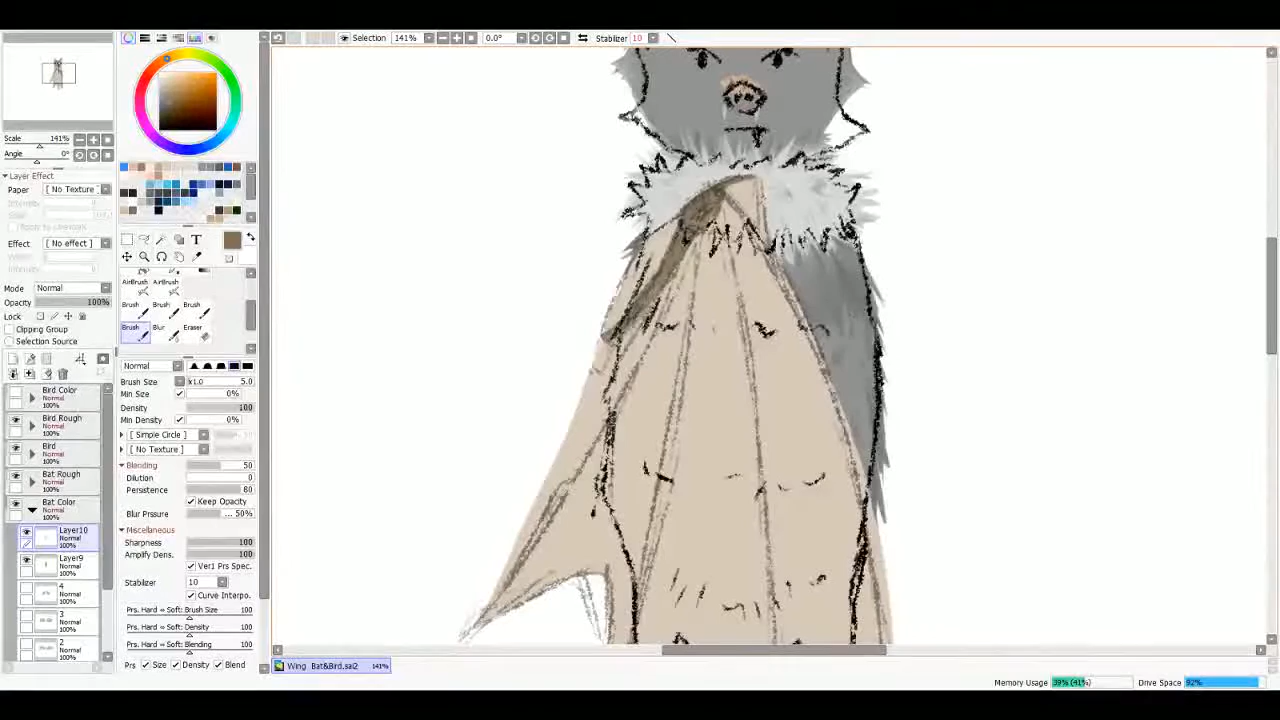 Selection 141% 0.0° Stabilizer 10
Scale 141%
Angle 0°
Layer Effect
Paper [ No Texture ]
Effect [ No effect ]
Mode Normal
Opacity 100%
Lock
Clipping Group
Selection Source
Bird Color
Normal
100%
Bird Rough
Normal
100%
Bird
Normal
100%
Bat Rough
Normal
100%
Bat Color
Normal
100%
Layer10
Normal
100%
Layer9
Normal
100%
4
Normal
100%
3
Normal
100%
2
Normal
100%
T
AirBrush AirBrush
Brush Brush Brush
Brush Blur Eraser
Normal
Brush Size x1.0 5.0
Min Size 0%
Density 100
Min Density 0%
[ Simple Circle ]
[ No Texture ]
Blending 50
Dilution 0
Persistence 80
Keep Opacity
Blur Prssure ... 50%
Miscellaneous
Sharpness 100
Amplify Dens. 100
Ver1 Prs Spec.
Stabilizer 10
Curve Interpo.
Prs. Hard ⇔ Soft: Brush Size 100
Prs. Hard ⇔ Soft: Density 100
Prs. Hard ⇔ Soft: Blending 100
Prs Size Density Blend
Wing Bat&Bird.sai2 141%
Memory Usage 39% (41%) Drive Space 92%